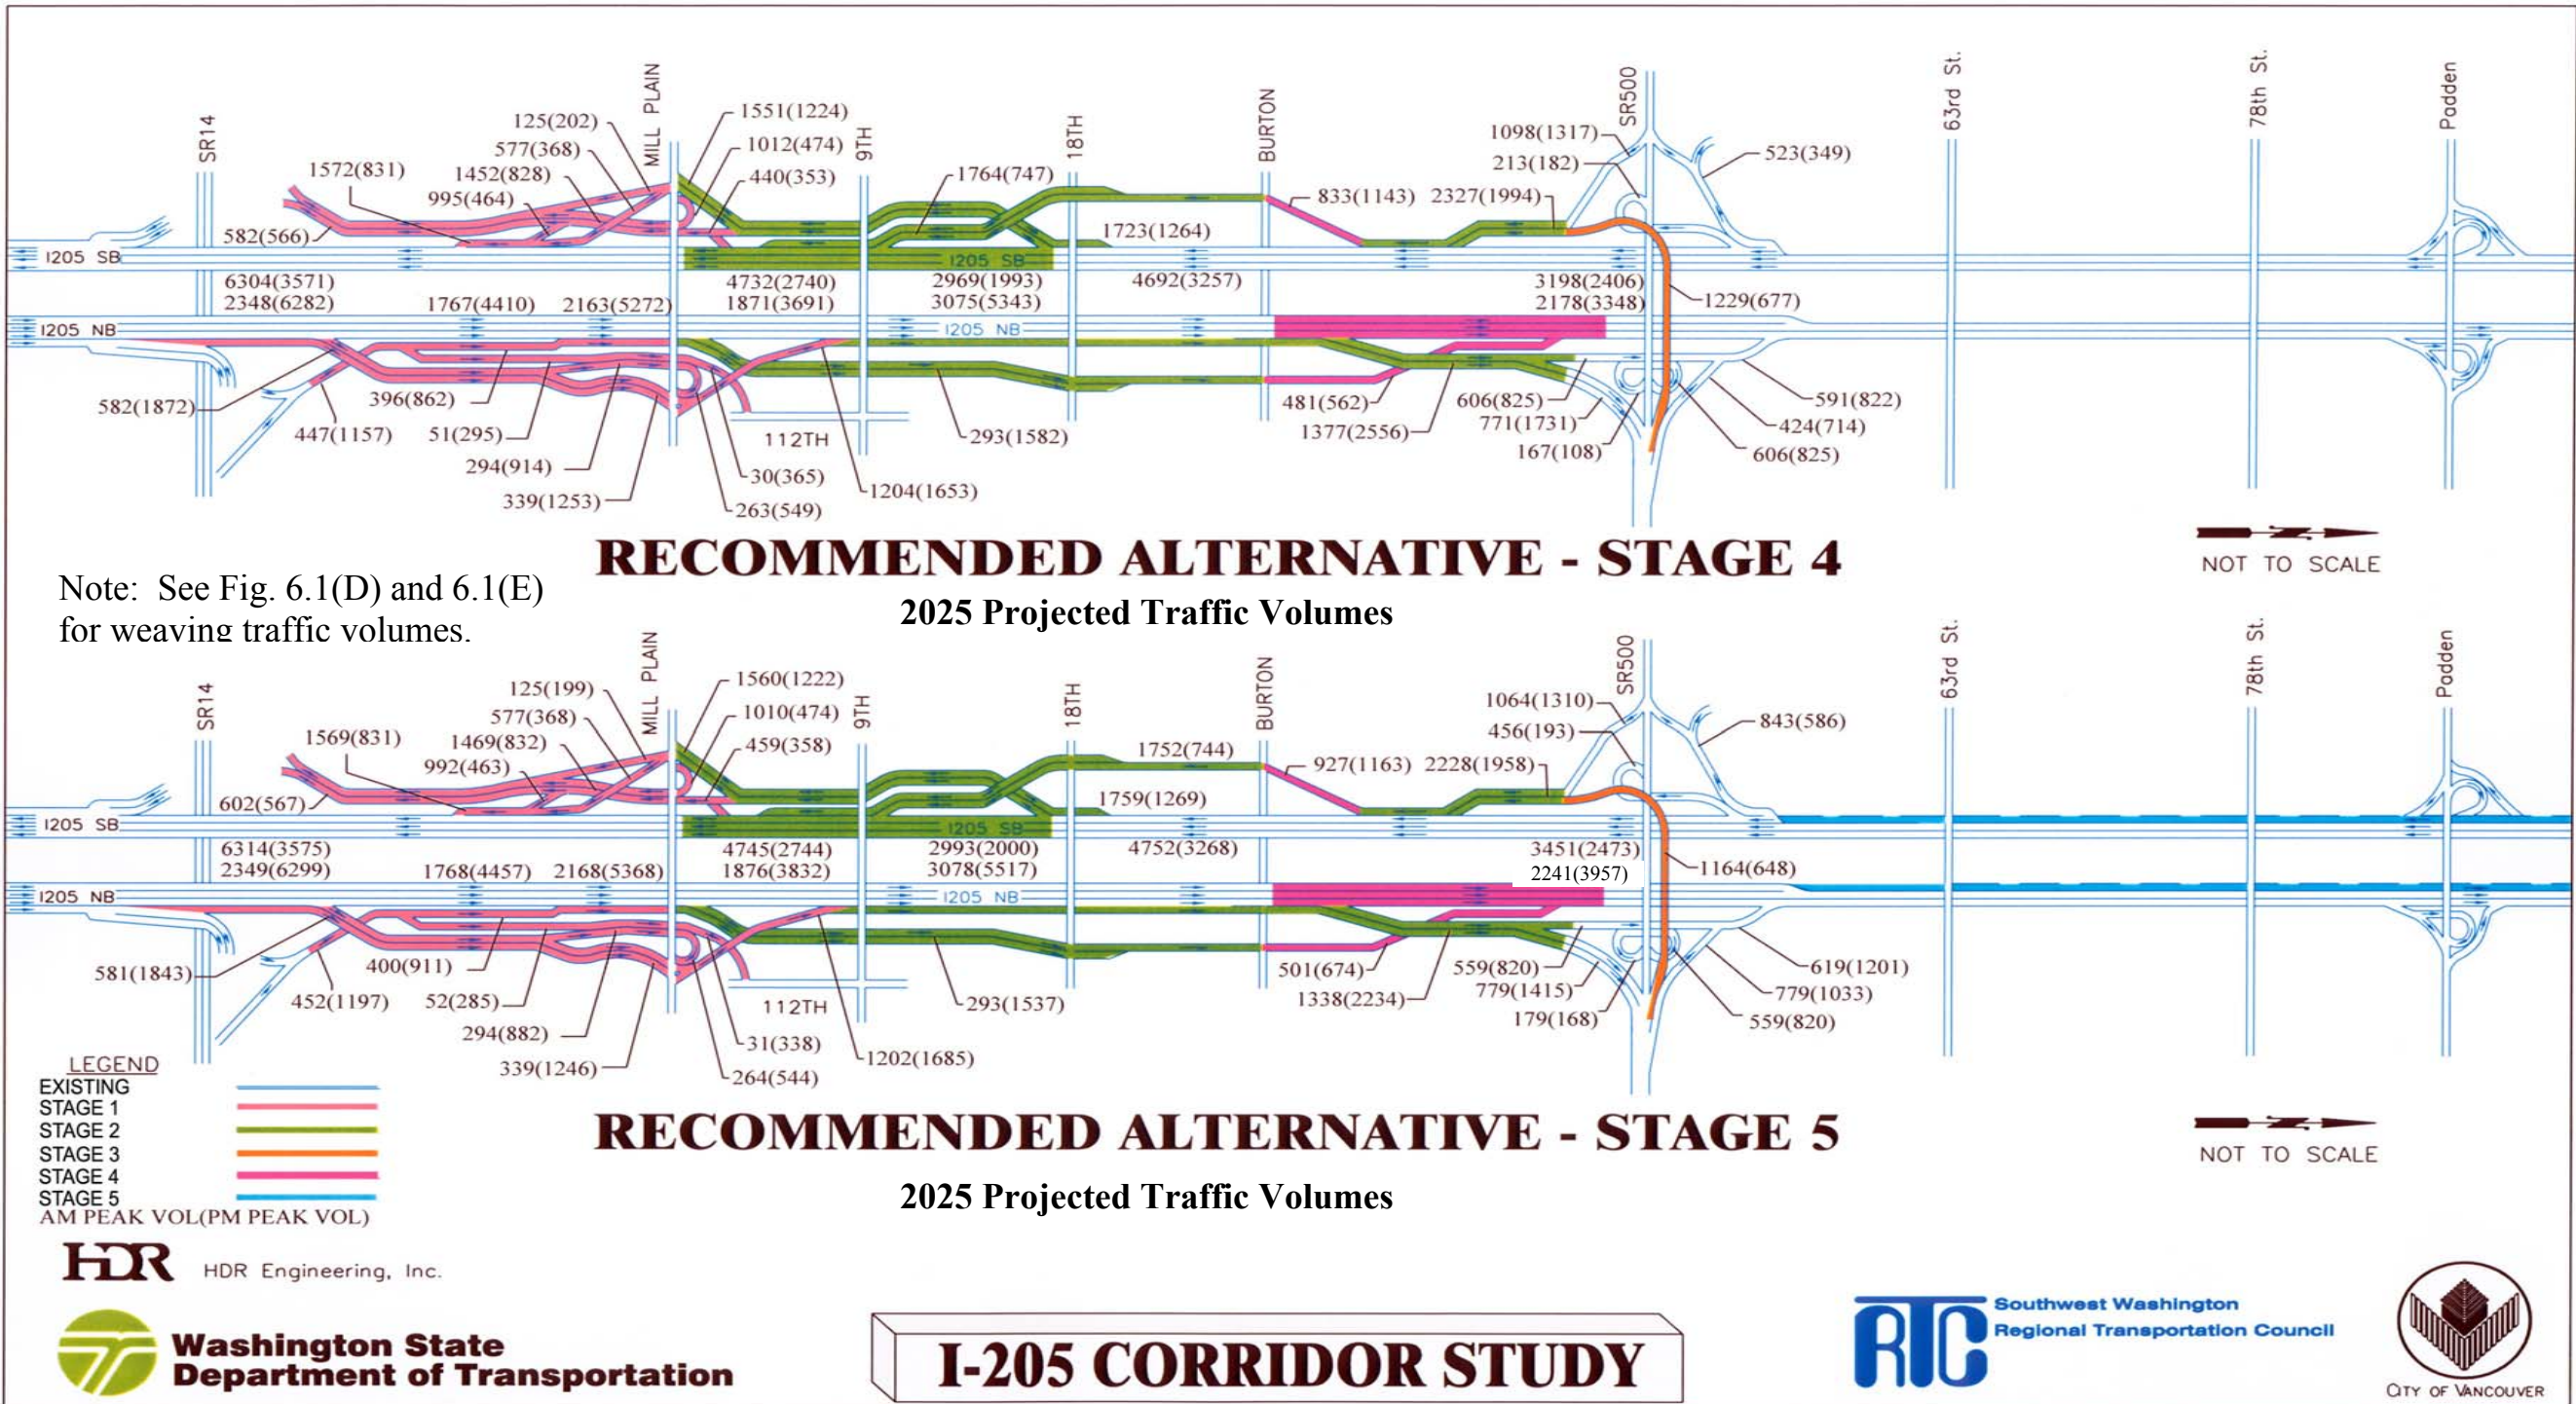 SR14
MILL PLAIN
9TH
18TH
BURTON
SR500
63rd St.
78th St.
Padden
1551(1224)
125(202)
1012(474)
577(368)
1572(831)
1452(828)
440(353)
1764(747)
995(464)
1098(1317)
213(182)
523(349)
833(1143)
2327(1994)
582(566)
1723(1264)
I205 SB
I205 SB
6304(3571)
4732(2740)
2969(1993)
4692(3257)
3198(2406)
2348(6282)
1767(4410)
2163(5272)
1871(3691)
3075(5343)
2178(3348)
1229(677)
I205 NB
I205 NB
582(1872)
396(862)
481(562)
606(825)
591(822)
447(1157)
51(295)
112TH
293(1582)
1377(2556)
771(1731)
424(714)
294(914)
30(365)
167(108)
606(825)
339(1253)
263(549)
1204(1653)
RECOMMENDED ALTERNATIVE - STAGE 4
2025 Projected Traffic Volumes
N
NOT TO SCALE
Note: See Fig. 6.1(D) and 6.1(E)
for weaving traffic volumes.
SR14
MILL PLAIN
9TH
18TH
BURTON
SR500
63rd St.
78th St.
Padden
125(199)
1560(1222)
577(368)
1010(474)
1569(831)
1469(832)
459(358)
1752(744)
992(463)
1064(1310)
456(193)
843(586)
927(1163)
2228(1958)
602(567)
1759(1269)
I205 SB
I205 SB
6314(3575)
4745(2744)
2993(2000)
4752(3268)
3451(2473)
2349(6299)
1768(4457)
2168(5368)
1876(3832)
3078(5517)
2241(3957)
1164(648)
I205 NB
I205 NB
581(1843)
400(911)
501(674)
559(820)
619(1201)
452(1197)
52(285)
112TH
293(1537)
1338(2234)
779(1415)
779(1033)
294(882)
31(338)
179(168)
559(820)
339(1246)
264(544)
1202(1685)
LEGEND
EXISTING
STAGE 1
STAGE 2
STAGE 3
STAGE 4
STAGE 5
AM PEAK VOL(PM PEAK VOL)
RECOMMENDED ALTERNATIVE - STAGE 5
2025 Projected Traffic Volumes
N
NOT TO SCALE
HDR HDR Engineering, Inc.
Washington State
Department of Transportation
I-205 CORRIDOR STUDY
RTC
Southwest Washington
Regional Transportation Council
CITY OF VANCOUVER